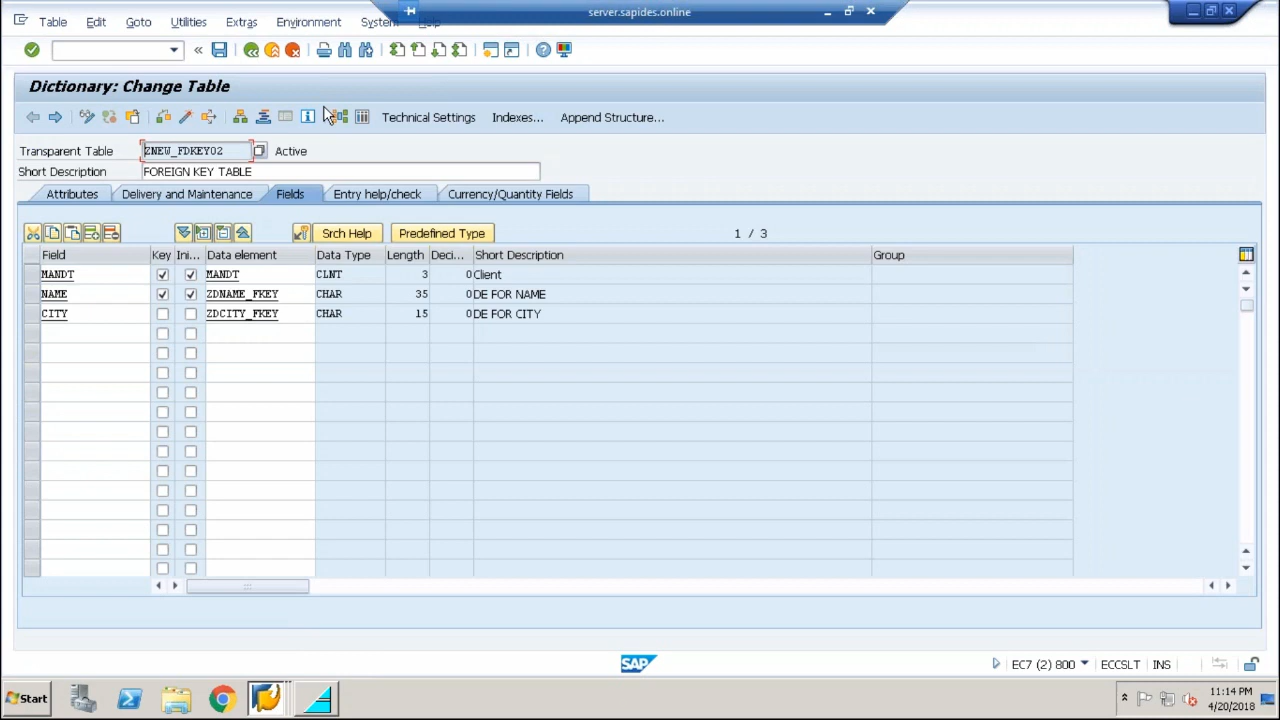 server.sapides.online
Table Edit Goto Utilities Extras Environment System Help
Dictionary: Change Table
Technical Settings Indexes... Append Structure...
Transparent Table ZNEW_FDKEY02 Active
Short Description FOREIGN KEY TABLE
Attributes Delivery and Maintenance Fields Entry help/check Currency/Quantity Fields
Srch Help Predefined Type 1 / 3
Field Key Ini... Data element Data Type Length Deci... Short Description Group
MANDT MANDT CLNT 3 0 Client
NAME ZDNAME_FKEY CHAR 35 0 DE FOR NAME
CITY ZDCITY_FKEY CHAR 15 0 DE FOR CITY
SAP
EC7 (2) 800 ECCSLT INS
Start
11:14 PM
4/20/2018